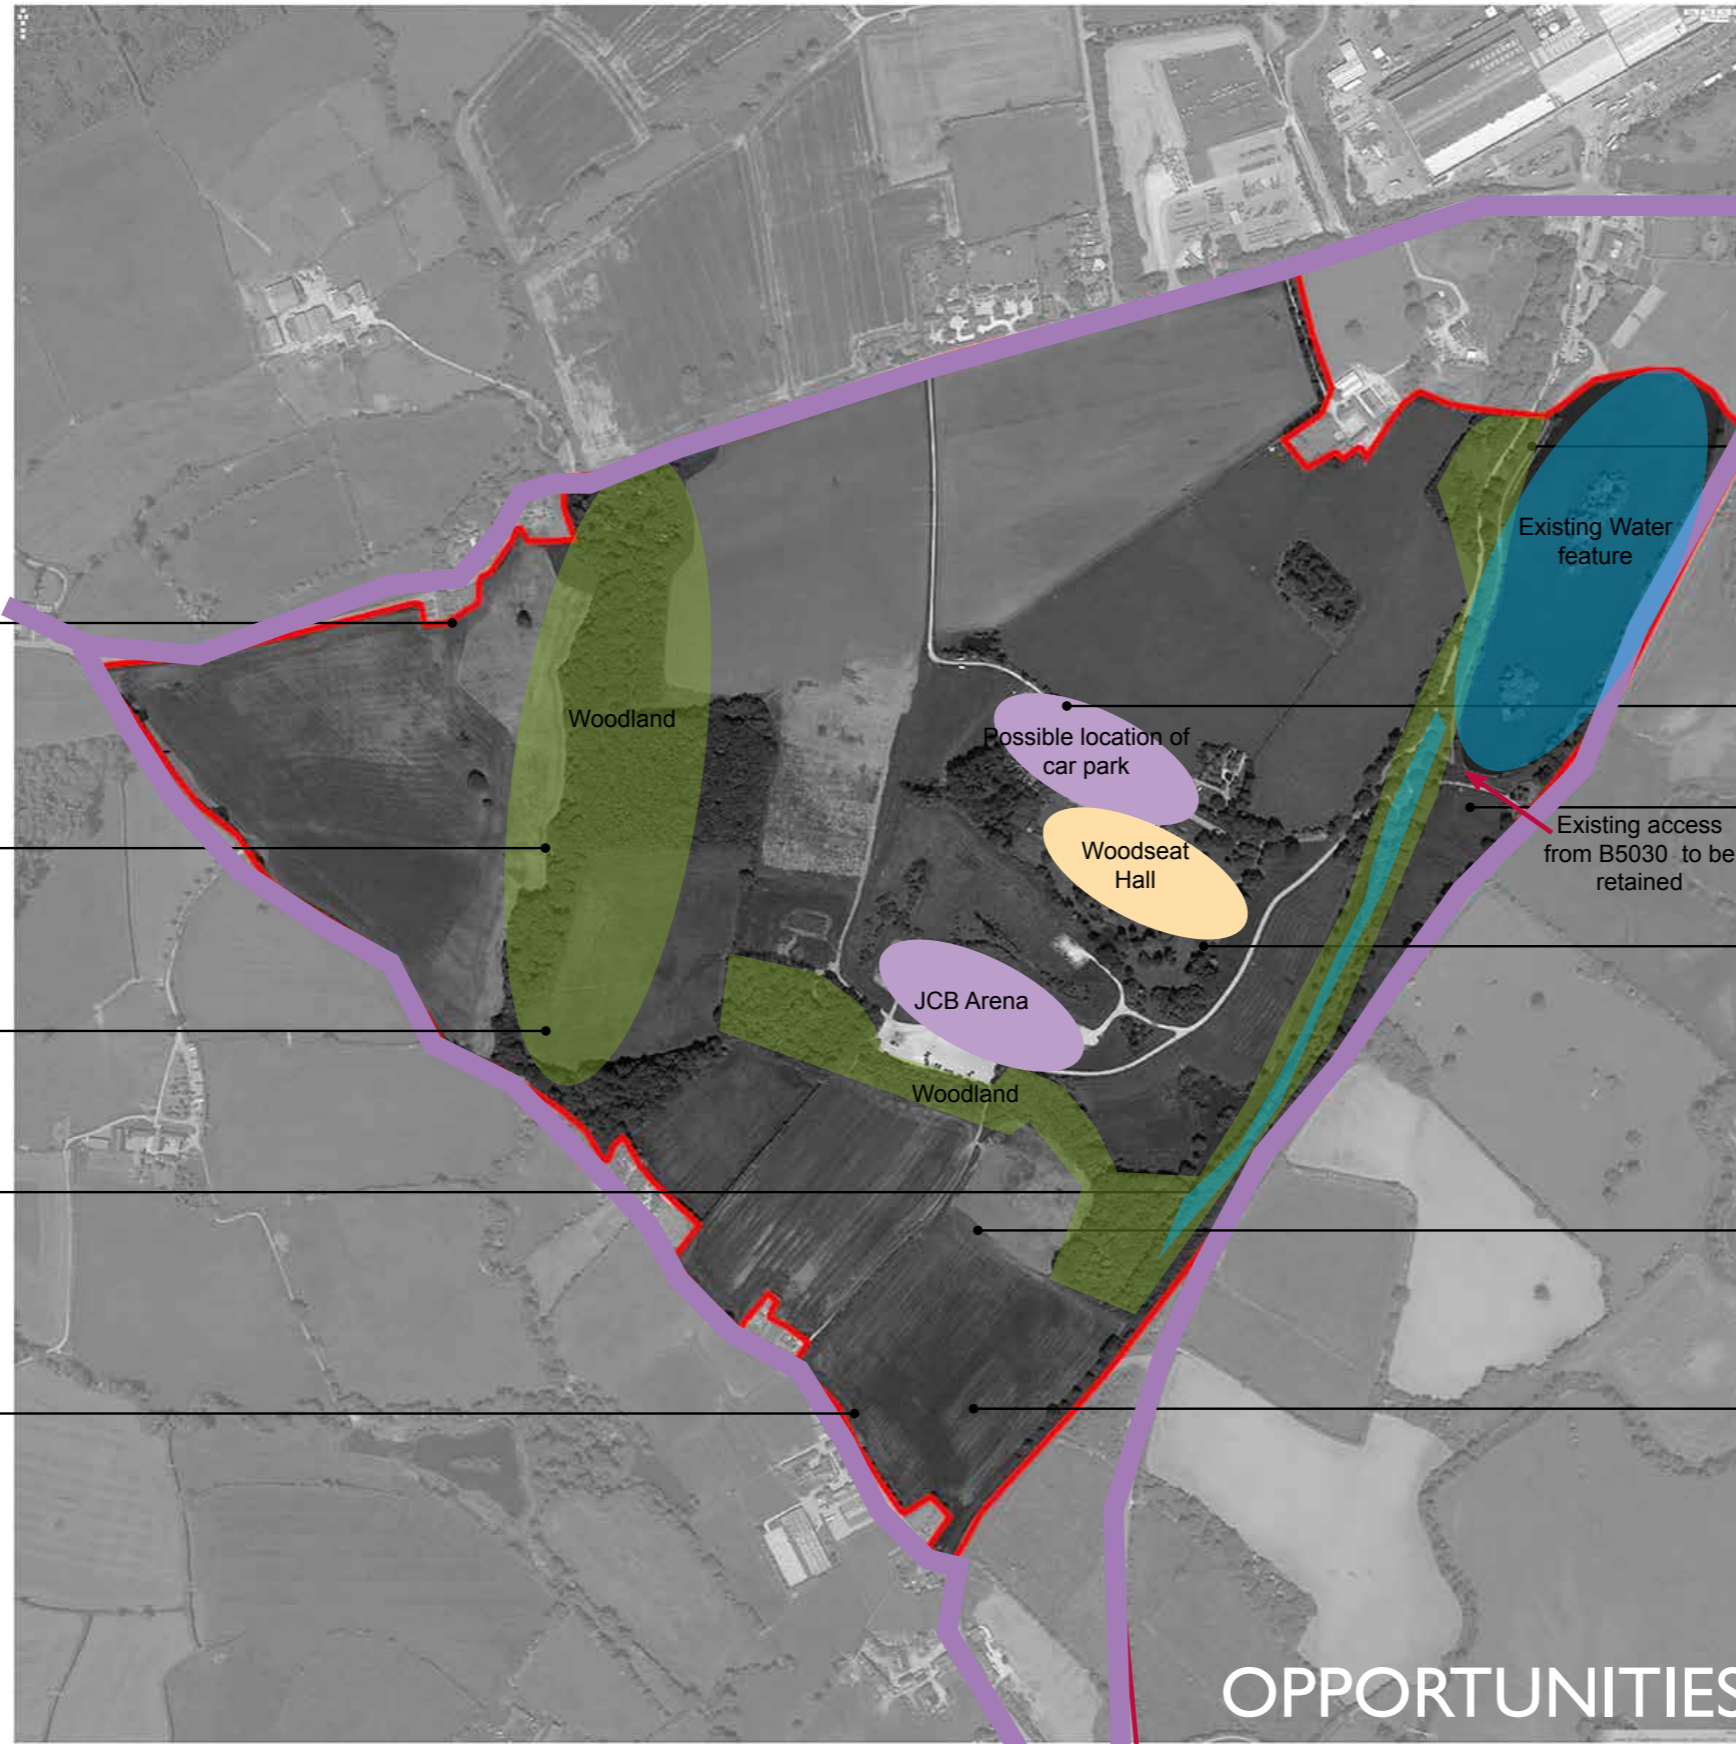 Existing Water
feature
Woodland
Possible location of
car park
Existing access
from B5030 to be
retained
Woodseat
Hall
JCB Arena
Woodland
OPPORTUNITIES